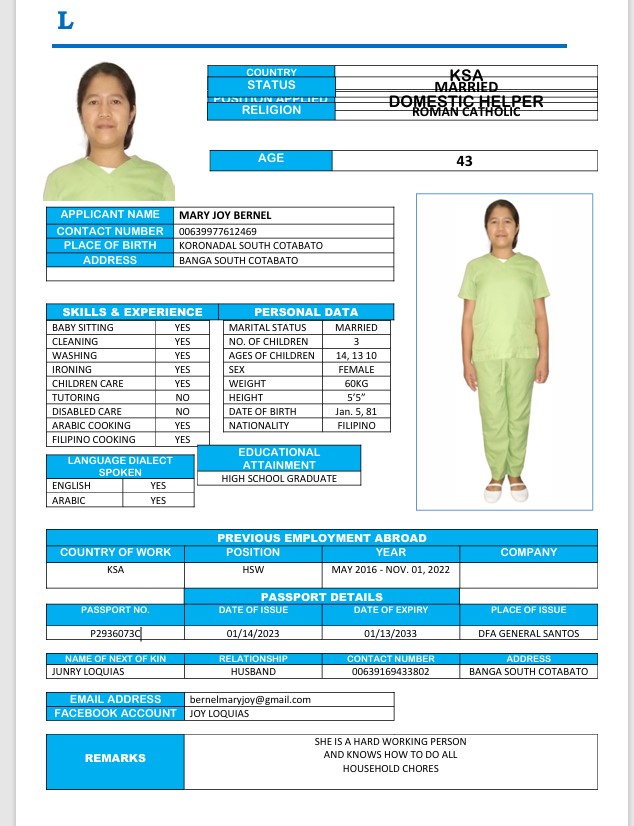 L
COUNTRY KSA
STATUS MARRIED
POSITION APPLIED DOMESTIC HELPER
RELIGION ROMAN CATHOLIC
AGE 43
APPLICANT NAME MARY JOY BERNEL
CONTACT NUMBER 00639977612469
PLACE OF BIRTH KORONADAL SOUTH COTABATO
ADDRESS BANGA SOUTH COTABATO
SKILLS & EXPERIENCE PERSONAL DATA
BABY SITTING YES MARITAL STATUS MARRIED
CLEANING YES NO. OF CHILDREN 3
WASHING YES AGES OF CHILDREN 14, 13 10
IRONING YES SEX FEMALE
CHILDREN CARE YES WEIGHT 60KG
TUTORING NO HEIGHT 5’5”
DISABLED CARE NO DATE OF BIRTH Jan. 5, 81
ARABIC COOKING YES NATIONALITY FILIPINO
FILIPINO COOKING YES
EDUCATIONAL
ATTAINMENT
HIGH SCHOOL GRADUATE
LANGUAGE DIALECT
SPOKEN
ENGLISH YES
ARABIC YES
PREVIOUS EMPLOYMENT ABROAD
COUNTRY OF WORK POSITION YEAR COMPANY
KSA HSW MAY 2016 - NOV. 01, 2022
PASSPORT DETAILS
PASSPORT NO. DATE OF ISSUE DATE OF EXPIRY PLACE OF ISSUE
P2936073C 01/14/2023 01/13/2033 DFA GENERAL SANTOS
NAME OF NEXT OF KIN RELATIONSHIP CONTACT NUMBER ADDRESS
JUNRY LOQUIAS HUSBAND 00639169433802 BANGA SOUTH COTABATO
EMAIL ADDRESS bernelmaryjoy@gmail.com
FACEBOOK ACCOUNT JOY LOQUIAS
REMARKS
SHE IS A HARD WORKING PERSON
AND KNOWS HOW TO DO ALL
HOUSEHOLD CHORES